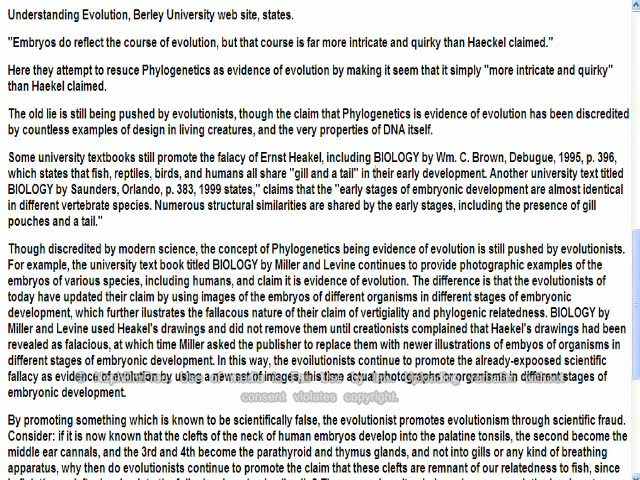 Understanding Evolution, Berley University web site, states.
"Embryos do reflect the course of evolution, but that course is far more intricate and quirky than Haeckel claimed."
Here they attempt to resuce Phylogenetics as evidence of evolution by making it seem that it simply "more intricate and quirky"
than Haekel claimed.
The old lie is still being pushed by evolutionists, though the claim that Phylogenetics is evidence of evolution has been discredited
by countless examples of design in living creatures, and the very properties of DNA itself.
Some university textbooks still promote the falacy of Ernst Heakel, including BIOLOGY by Wm. C. Brown, Debugue, 1995, p. 396,
which states that fish, reptiles, birds, and humans all share "gill and a tail" in their early development. Another university text titled
BIOLOGY by Saunders, Orlando, p. 383, 1999 states," claims that the "early stages of embryonic development are almost identical
in different vertebrate species. Numerous structural similarities are shared by the early stages, including the presence of gill
pouches and a tail."
Though discredited by modern science, the concept of Phylogenetics being evidence of evolution is still pushed by evolutionists.
For example, the university text book titled BIOLOGY by Miller and Levine continues to provide photographic examples of the
embryos of various species, including humans, and claim it is evidence of evolution. The difference is that the evolutionists of
today have updated their claim by using images of the embryos of different organisms in different stages of embryonic
development, which further illustrates the fallacous nature of their claim of vertigiality and phylogenic relatedness. BIOLOGY by
Miller and Levine used Heakel's drawings and did not remove them until creationists complained that Haekel's drawings had been
revealed as falacious, at which time Miller asked the publisher to replace them with newer illustrations of embyos of organisms in
different stages of embryonic development. In this way, the evoilutionists continue to promote the already-expoosed scientific
fallacy as evidence of evolution by using a new set of images, this time actual photographs or organisms in different stages of
consent violates copyright.
embryonic development.
By promoting something which is known to be scientifically false, the evolutionist promotes evolutionism through scientific fraud.
Consider: if it is now known that the clefts of the neck of human embryos develop into the palatine tonsils, the second become the
middle ear cannals, and the 3rd and 4th become the parathyroid and thymus glands, and not into gills or any kind of breathing
apparatus, why then do evolutionists continue to promote the claim that these clefts are remnant of our relatedness to fish, since